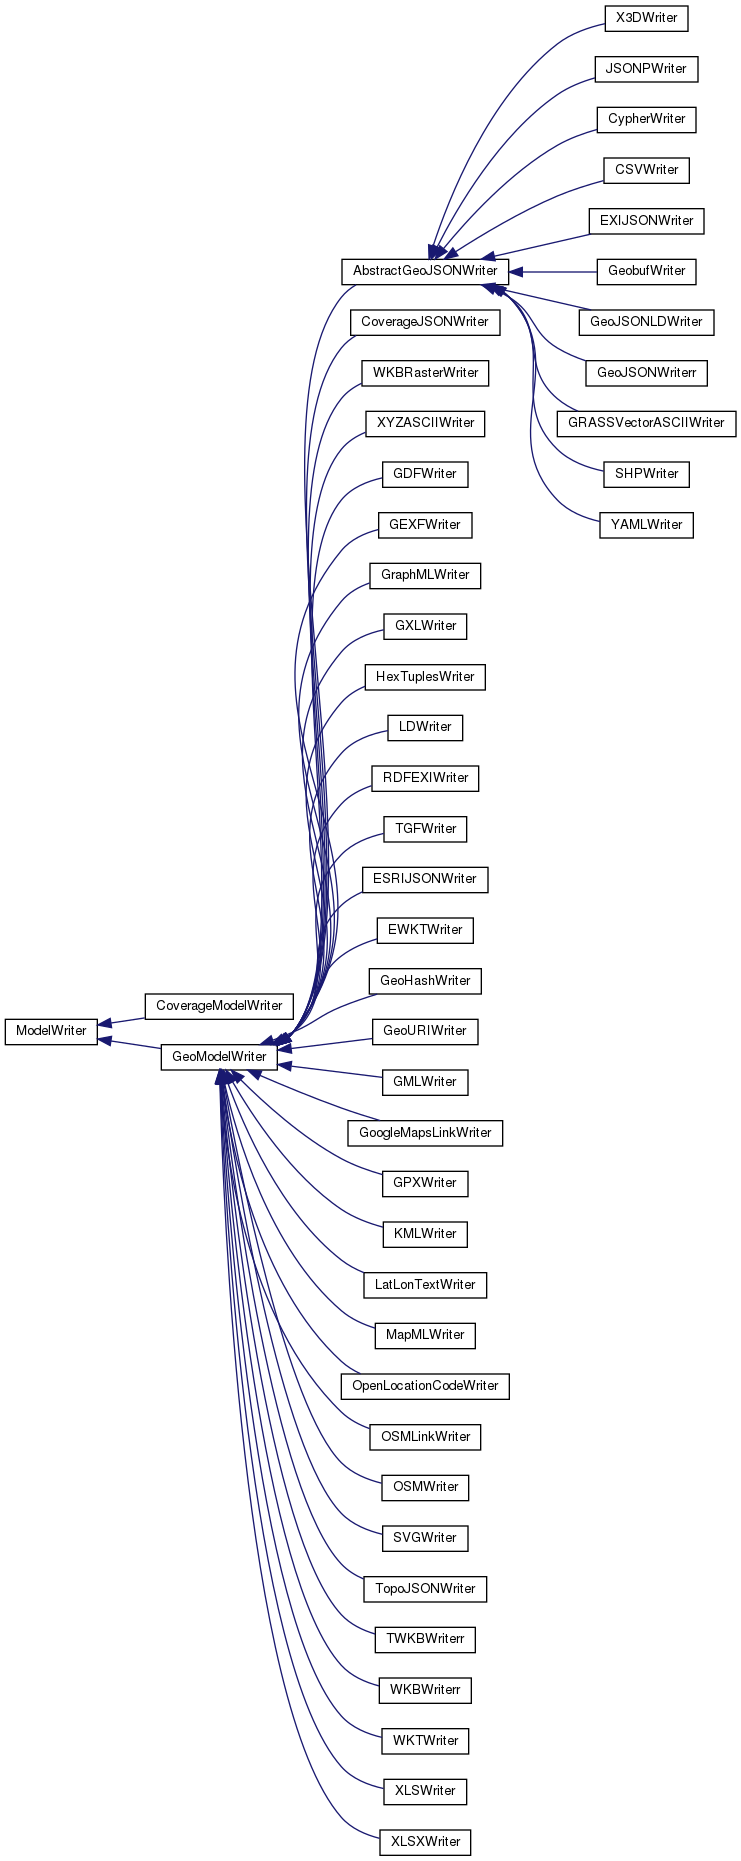 X3DWriter
JSONPWriter
CypherWriter
CSVWriter
EXIJSONWriter
AbstractGeoJSONWriter
GeobufWriter
GeoJSONLDWriter
CoverageJSONWriter
GeoJSONWriterr
WKBRasterWriter
GRASSVectorASCIIWriter
XYZASCIIWriter
SHPWriter
GDFWriter
YAMLWriter
GEXFWriter
GraphMLWriter
GXLWriter
HexTuplesWriter
LDWriter
RDFEXIWriter
TGFWriter
ESRIJSONWriter
EWKTWriter
GeoHashWriter
CoverageModelWriter
ModelWriter
GeoURIWriter
GeoModelWriter
GMLWriter
GoogleMapsLinkWriter
GPXWriter
KMLWriter
LatLonTextWriter
MapMLWriter
OpenLocationCodeWriter
OSMLinkWriter
OSMWriter
SVGWriter
TopoJSONWriter
TWKBWriterr
WKBWriterr
WKTWriter
XLSWriter
XLSXWriter